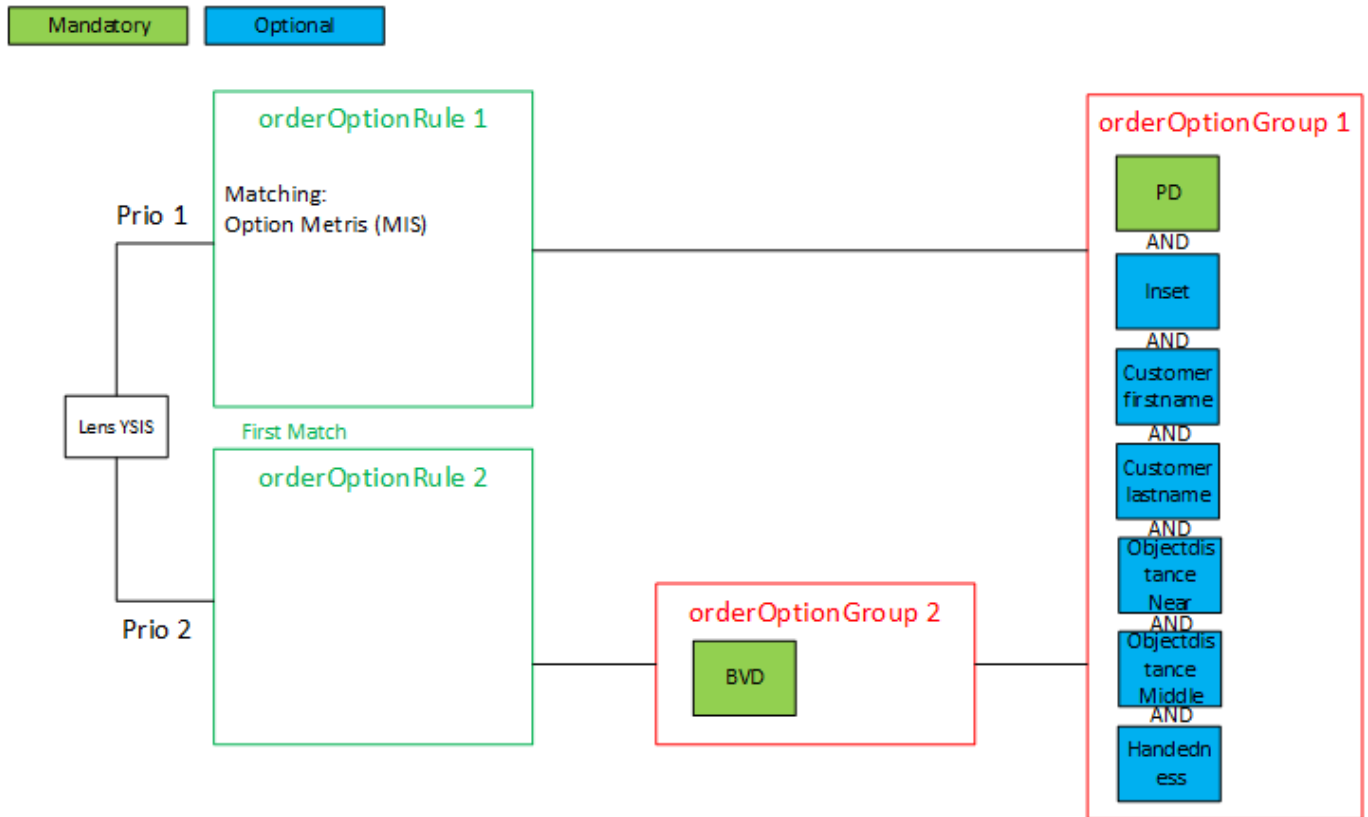 Mandatory
Optional
orderOptionRule 1
Matching:
Option Metris (MIS)
Prio 1
Lens YSIS
First Match
orderOptionRule 2
Prio 2
orderOptionGroup 2
BVD
orderOptionGroup 1
PD
AND
Inset
AND
Customer
firstname
AND
Customer
lastname
AND
Objectdis
tance
Near
AND
Objectdis
tance
Middle
AND
Handedn
ess